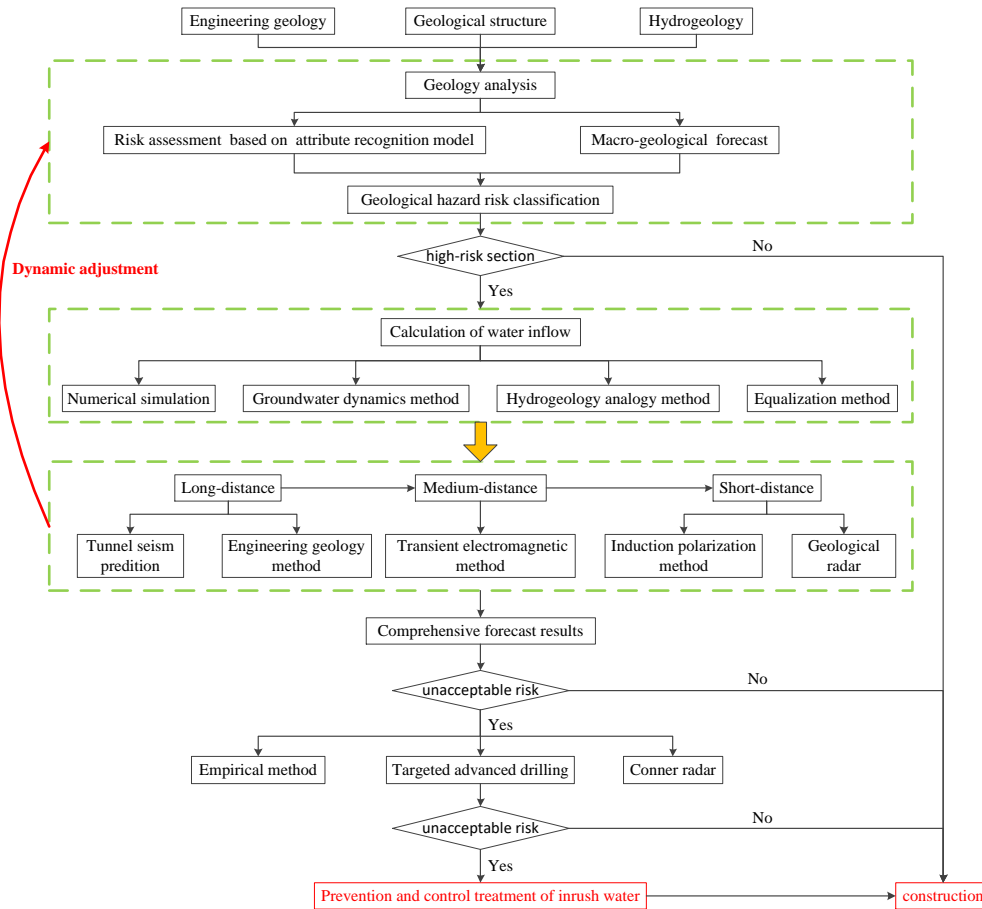 Engineering geology
Geological structure
Hydrogeology
Geology analysis
Risk assessment based on attribute recognition model
Macro-geological forecast
Geological hazard risk classification
high-risk section
No
Dynamic adjustment
Yes
Calculation of water inflow
Numerical simulation
Groundwater dynamics method
Hydrogeology analogy method
Equalization method
Long-distance
Medium-distance
Short-distance
Tunnel seism
predition
Engineering geology
method
Transient electromagnetic
method
Induction polarization
method
Geological
radar
Comprehensive forecast results
unacceptable risk
No
Yes
Empirical method
Targeted advanced drilling
Conner radar
unacceptable risk
No
Yes
Prevention and control treatment of inrush water
construction